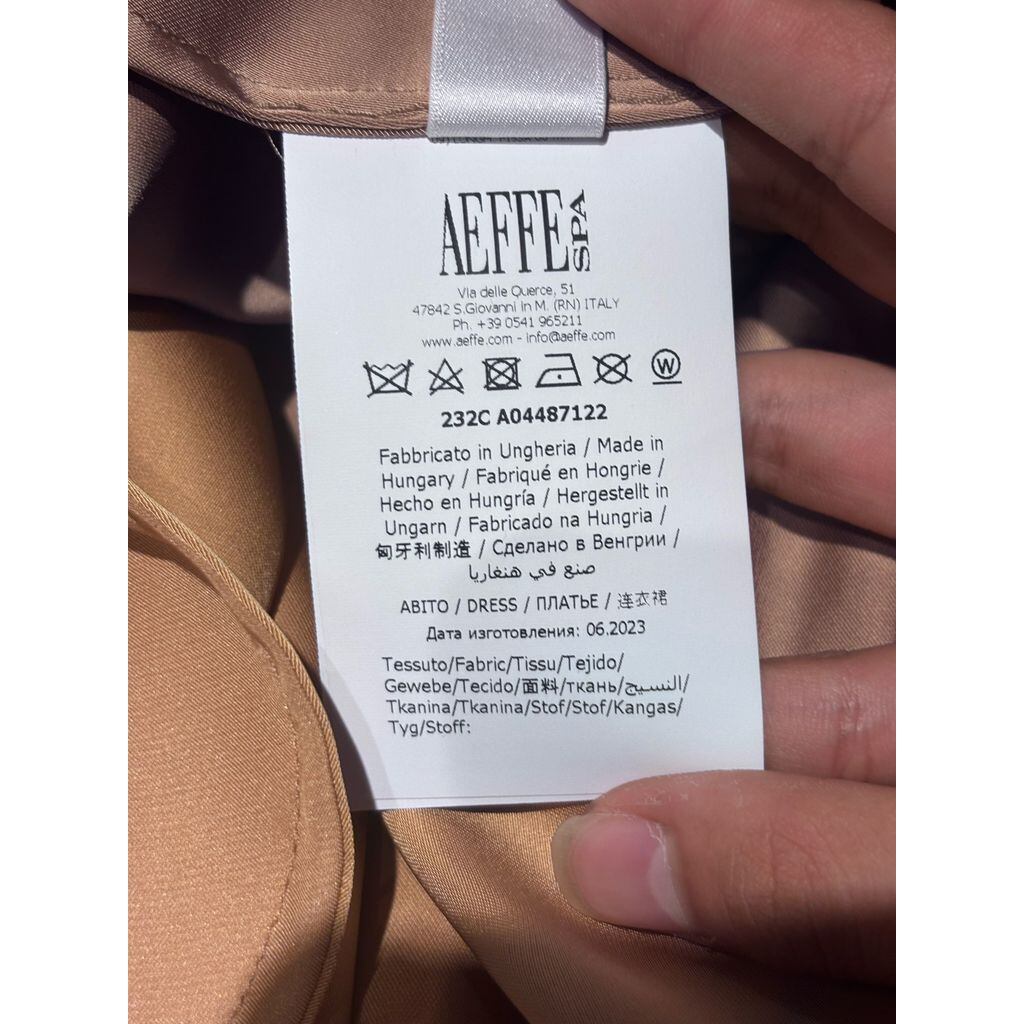 AEFFE SPA
Via delle Querce, 51
47842 S.Giovanni in M. (RN) ITALY
Ph. +39 0541 965211
www.aeffe.com - info@aeffe.com
W
232C A04487122
Fabbricato in Ungheria / Made in
Hungary / Fabriqué en Hongrie /
Hecho en Hungría / Hergestellt in
Ungarn / Fabricado na Hungria /
匈牙利制造 / Сделано в Венгрии /
صنع في هنغاريا
ABITO / DRESS / ПЛАТЬЕ / 连衣裙
Дата изготовления: 06.2023
Tessuto/Fabric/Tissu/Tejido/
Gewebe/Tecido/面料/ткань/النسيج/
Tkanina/Tkanina/Stof/Stof/Kangas/
Tyg/Stoff: